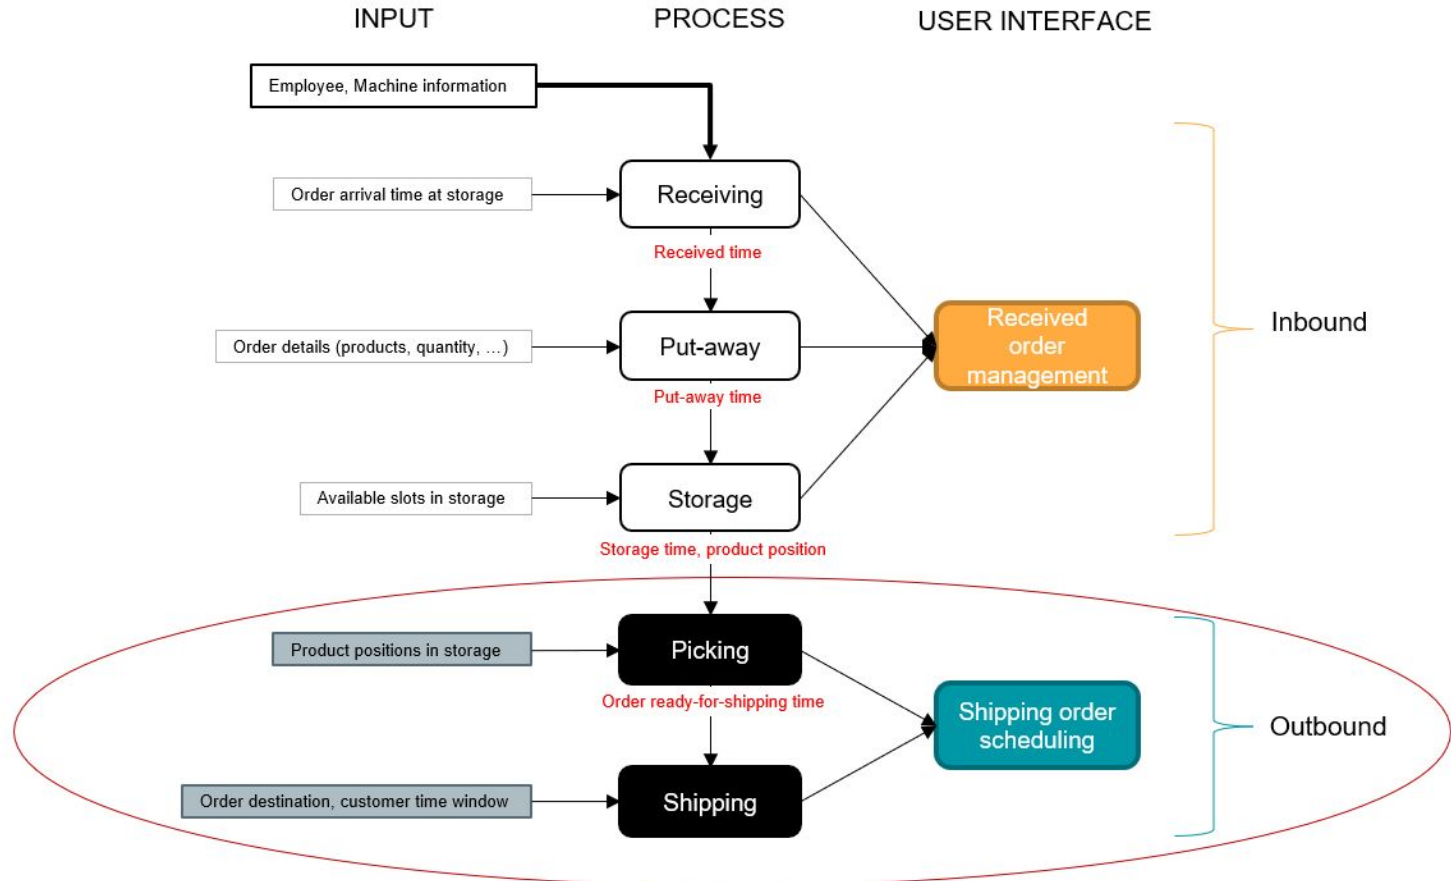 INPUT
PROCESS
USER INTERFACE
Employee, Machine information
Order arrival time at storage
Receiving
Received time
Order details (products, quantity, ...)
Put-away
Put-away time
Received
order
management
Inbound
Available slots in storage
Storage
Storage time, product position
Product positions in storage
Picking
Order ready-for-shipping time
Shipping order
scheduling
Outbound
Order destination, customer time window
Shipping